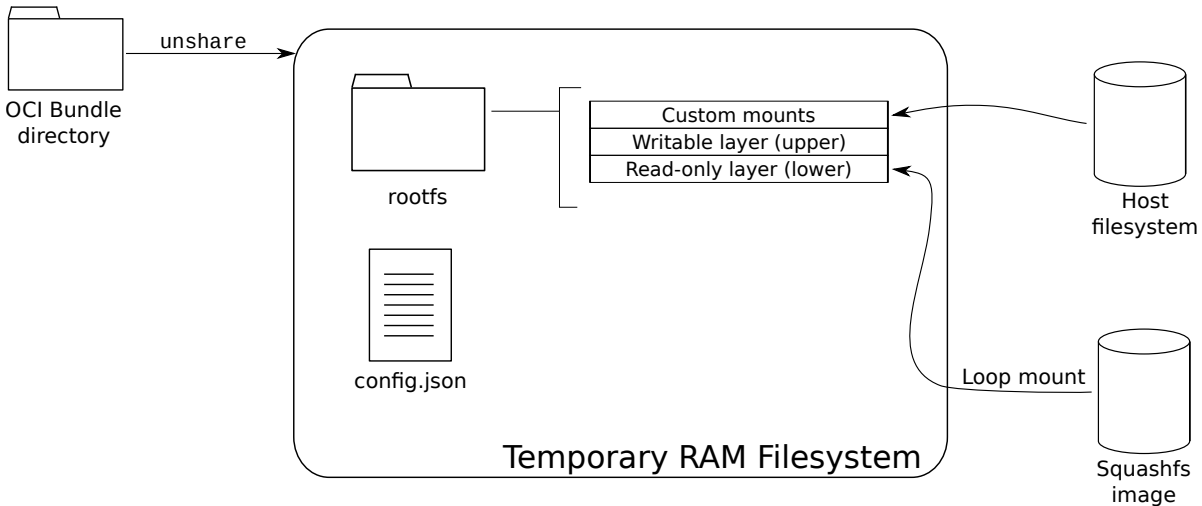 unshare
OCI Bundle
directory
Custom mounts
Writable layer (upper)
Read-only layer (lower)
rootfs
Host
filesystem
config.json
Loop mount
Temporary RAM Filesystem
Squashfs
image